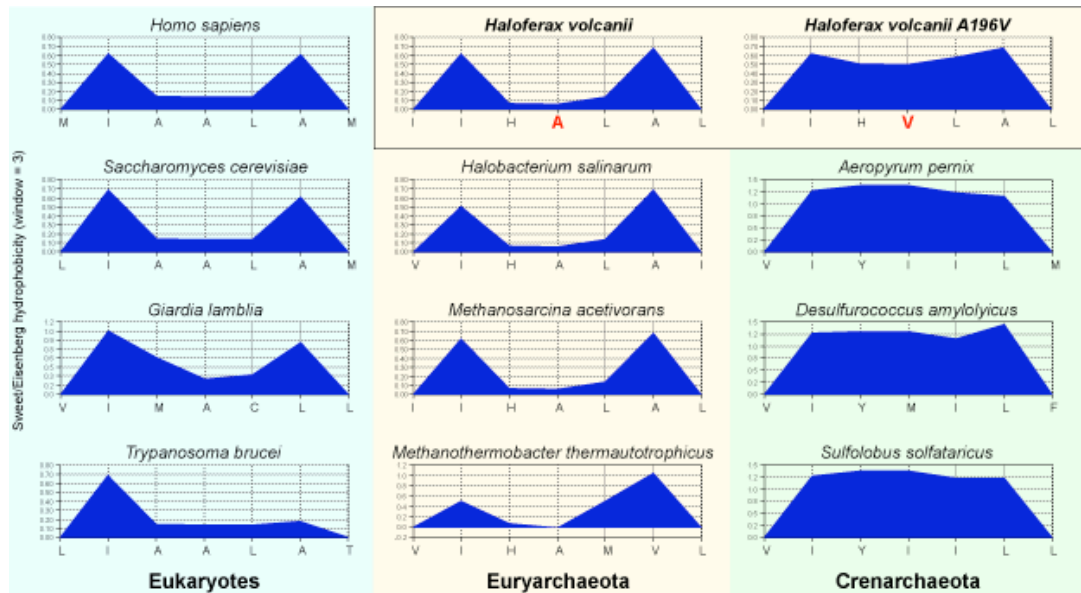 Homo sapiens
M I A A L A M
Haloferax volcanii
I I H A L A L
Haloferax volcanii A196V
I I H V L A L
Sweet/Eisenberg hydrophobicity (window = 3)
Saccharomyces cerevisiae
L I A A L A M
Halobacterium salinarum
V I H A L A I
Aeropyrum pernix
V I Y I I L M
Giardia lamblia
V I M A C L L
Methanosarcina acetivorans
I I H A L A L
Desulfurococcus amylolyicus
V I Y M I L F
Trypanosoma brucei
L I A A L A T
Methanothermobacter thermautotrophicus
V I H A M V L
Sulfolobus solfataricus
V I Y I I L L
Eukaryotes
Euryarchaeota
Crenarchaeota